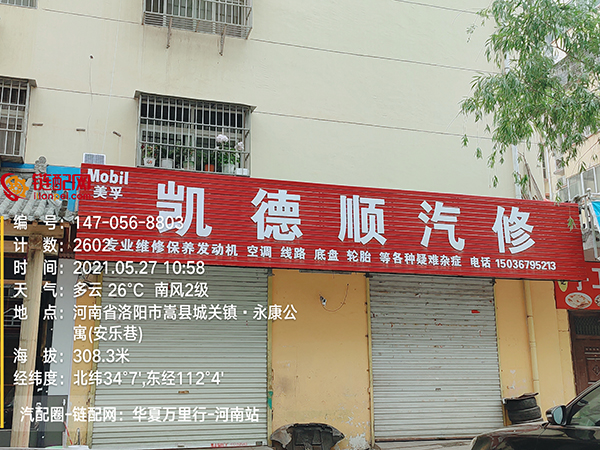 Mobil
美孚
凯德顺汽修
专业维修保养发动机 空调 线路 底盘 轮胎 等各种疑难杂症 电话 15036795213
链配网
编 号: 147-056-8803
计 数: 2602
时 间: 2021.05.27 10:58
天 气: 多云 26℃ 南风2级
地 点: 河南省洛阳市嵩县城关镇·永康公
寓(安乐巷)
海 拔: 308.3米
经纬度: 北纬34°7',东经112°4'
汽配圈-链配网: 华夏万里行-河南站